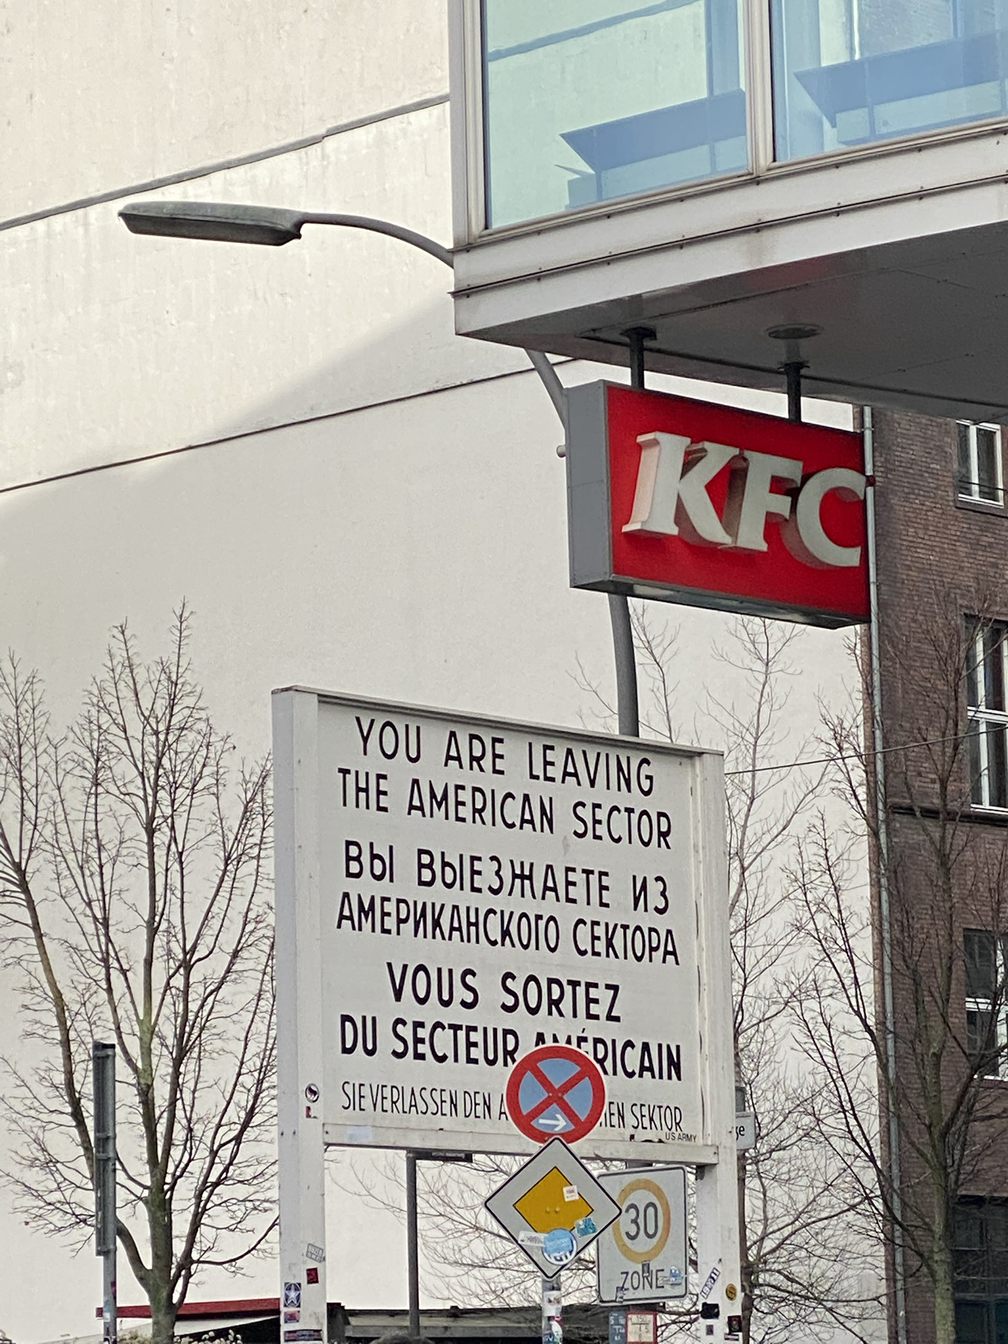 KFC
YOU ARE LEAVING
THE AMERICAN SECTOR
ВЫ ВЫЕЗЖАЕТЕ ИЗ
АМЕРИКАНСКОГО СЕКТОРА
VOUS SORTEZ
DU SECTEUR AMÉRICAIN
SIE VERLASSEN DEN SEKTOR
US ARMY
30
ZONE